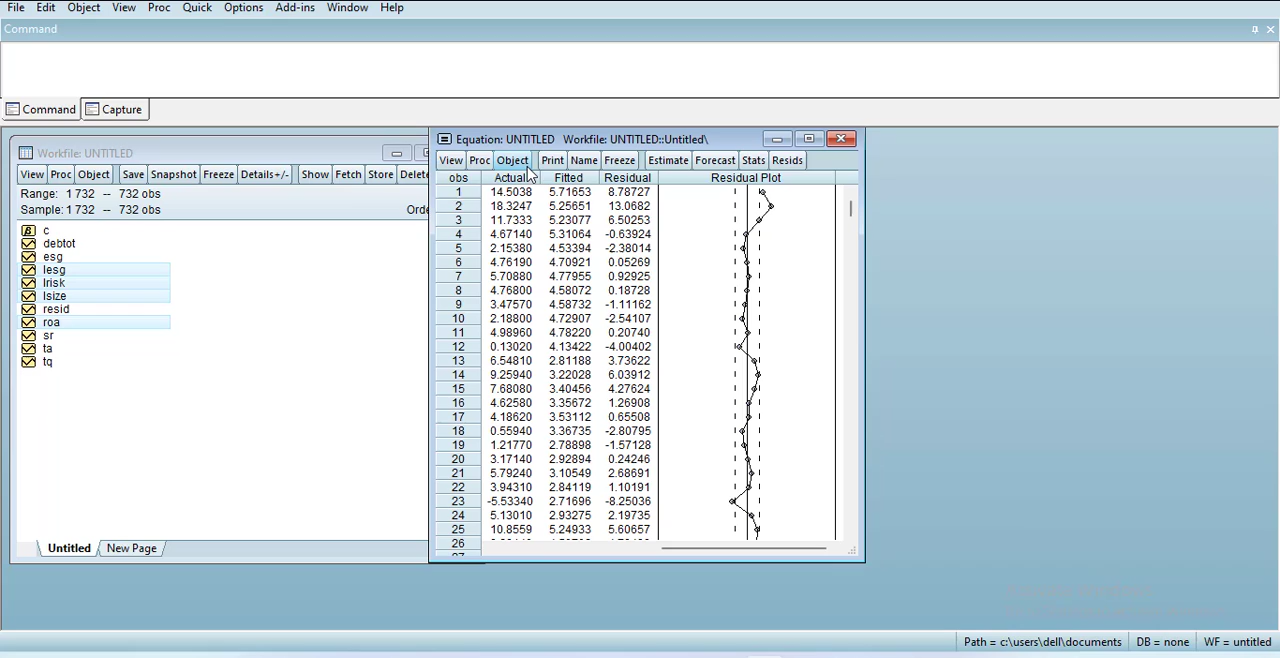 File Edit Object View Proc Quick Options Add-ins Window Help
Command
Command Capture
Workfile: UNTITLED
View Proc Object Save Snapshot Freeze Details+/- Show Fetch Store Delete
Range: 1 732 -- 732 obs
Sample: 1 732 -- 732 obs Orde
c
debtot
esg
lesg
lrisk
lsize
resid
roa
sr
ta
tq
Untitled New Page
Equation: UNTITLED Workfile: UNTITLED::Untitled\
View Proc Object Print Name Freeze Estimate Forecast Stats Resids
obs Actual Fitted Residual Residual Plot
1 14.5038 5.71653 8.78727
2 18.3247 5.25651 13.0682
3 11.7333 5.23077 6.50253
4 4.67140 5.31064 -0.63924
5 2.15380 4.53394 -2.38014
6 4.76190 4.70921 0.05269
7 5.70880 4.77955 0.92925
8 4.76800 4.58072 0.18728
9 3.47570 4.58732 -1.11162
10 2.18800 4.72907 -2.54107
11 4.98960 4.78220 0.20740
12 0.13020 4.13422 -4.00402
13 6.54810 2.81188 3.73622
14 9.25940 3.22028 6.03912
15 7.68080 3.40456 4.27624
16 4.62580 3.35672 1.26908
17 4.18620 3.53112 0.65508
18 0.55940 3.36735 -2.80795
19 1.21770 2.78898 -1.57128
20 3.17140 2.92894 0.24246
21 5.79240 3.10549 2.68691
22 3.94310 2.84119 1.10191
23 -5.53340 2.71696 -8.25036
24 5.13010 2.93275 2.19735
25 10.8559 5.24933 5.60657
26
Path = c:\users\dell\documents DB = none WF = untitled